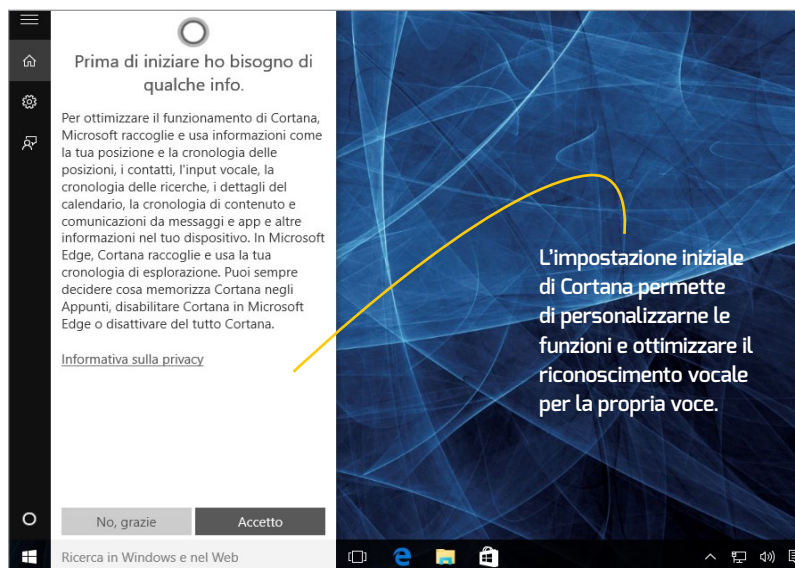 Prima di iniziare ho bisogno di
qualche info.
Per ottimizzare il funzionamento di Cortana,
Microsoft raccoglie e usa informazioni come
la tua posizione e la cronologia delle
posizioni, i contatti, l'input vocale, la
cronologia delle ricerche, i dettagli del
calendario, la cronologia di contenuto e
comunicazioni da messaggi e app e altre
informazioni nel tuo dispositivo. In Microsoft
Edge, Cortana raccoglie e usa la tua
cronologia di esplorazione. Puoi sempre
decidere cosa memorizza Cortana negli
Appunti, disabilitare Cortana in Microsoft
Edge o disattivare del tutto Cortana.
Informativa sulla privacy
No, grazie
Accetto
Ricerca in Windows e nel Web
L'impostazione iniziale
di Cortana permette
di personalizzarne le
funzioni e ottimizzare il
riconoscimento vocale
per la propria voce.